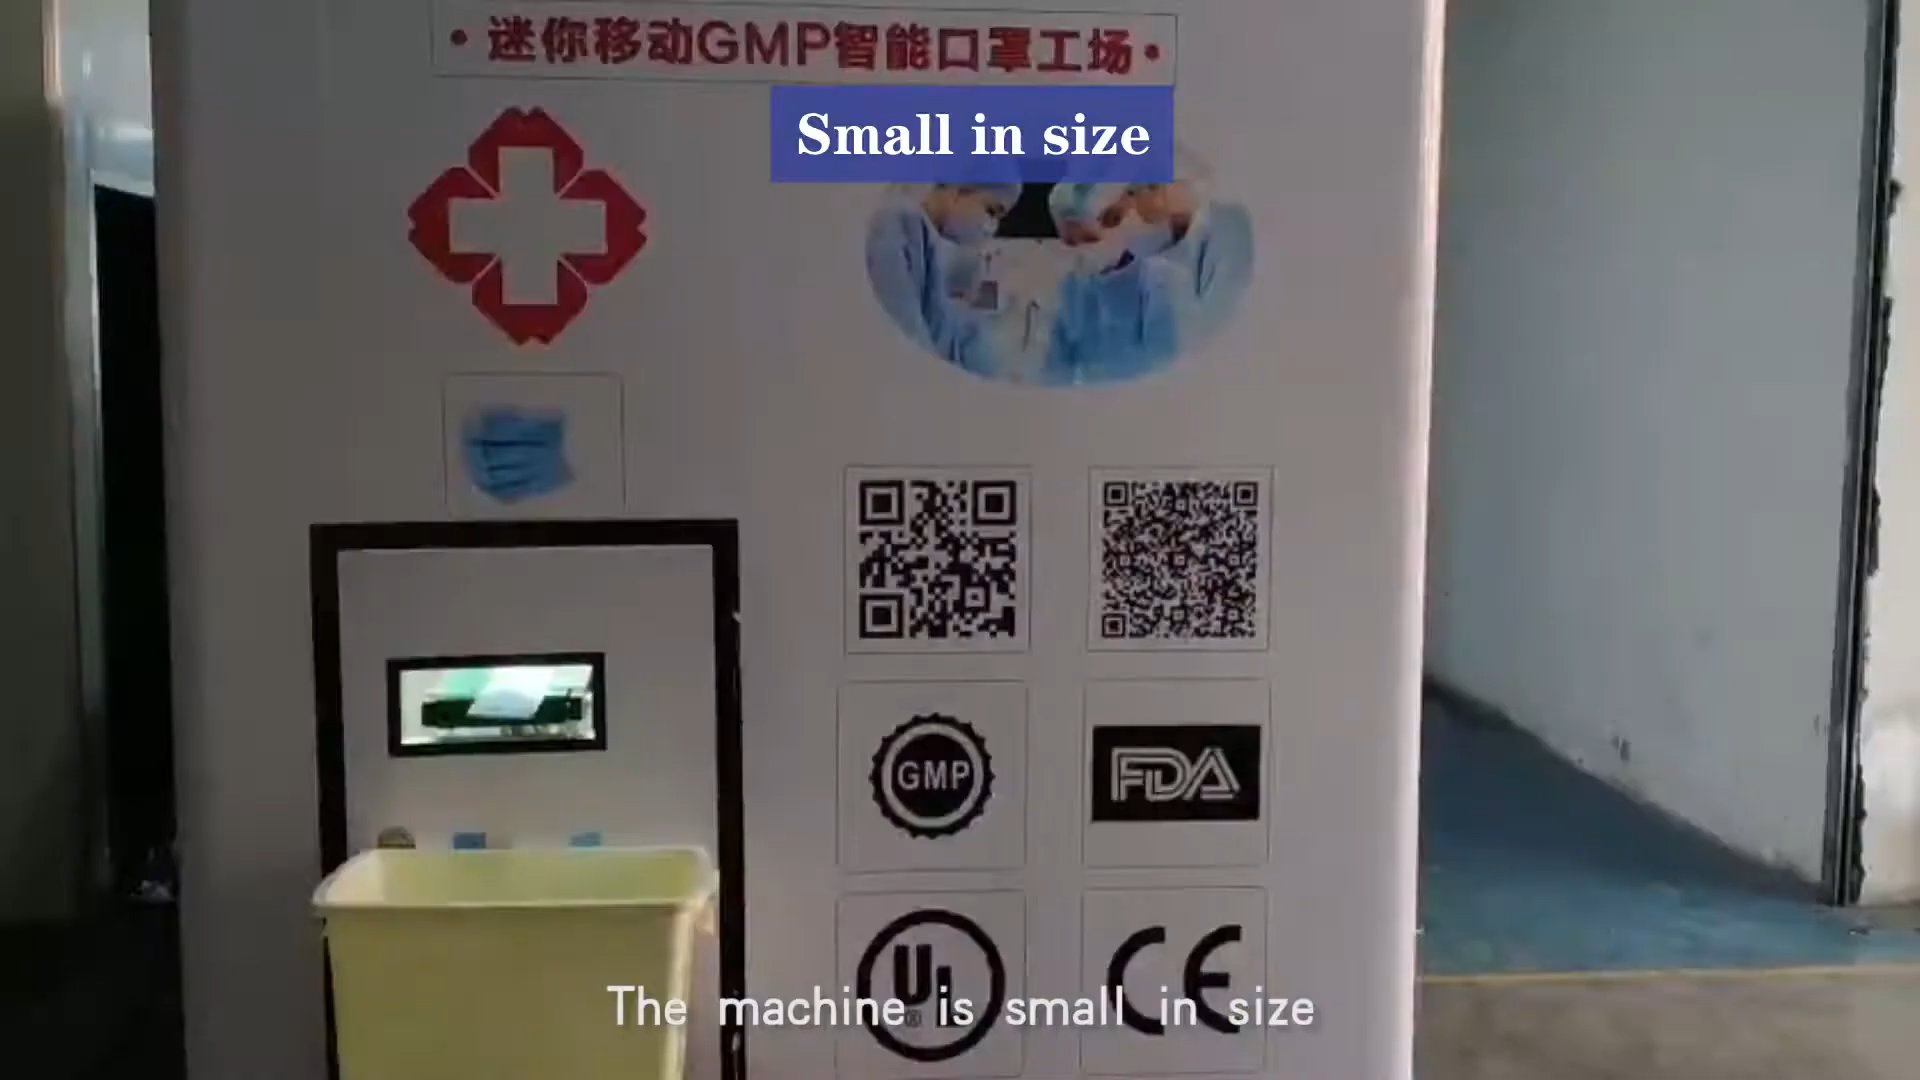 ·迷你移动GMP智能口罩工场·
Small in size
GMP
FDA
UL
®
CE
The machine is small in size